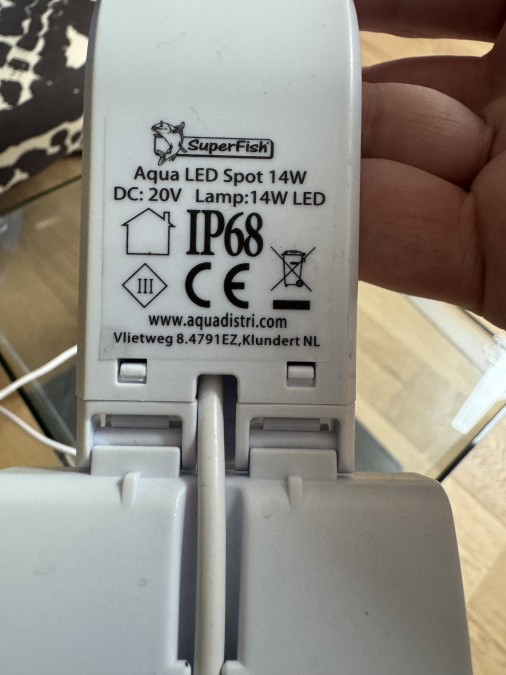 SuperFish®
Aqua LED Spot 14W
DC: 20V Lamp:14W LED
IP68
III
CE
www.aquadistri.com
Vlietweg 8.4791EZ,Klundert NL